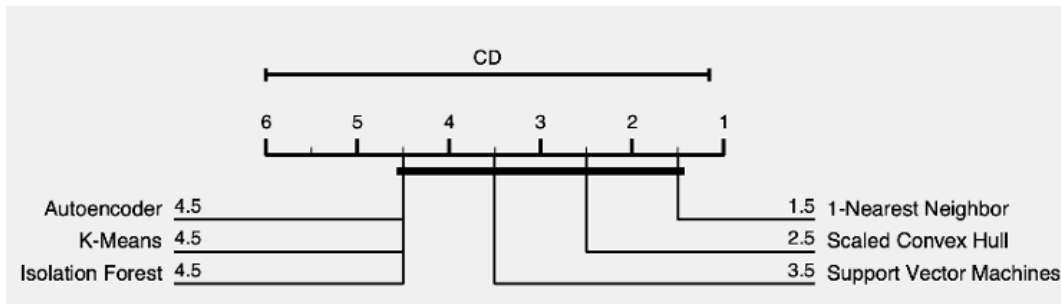 CD
6 5 4 3 2 1
Autoencoder 4.5 1.5 1-Nearest Neighbor
K-Means 4.5 2.5 Scaled Convex Hull
Isolation Forest 4.5 3.5 Support Vector Machines